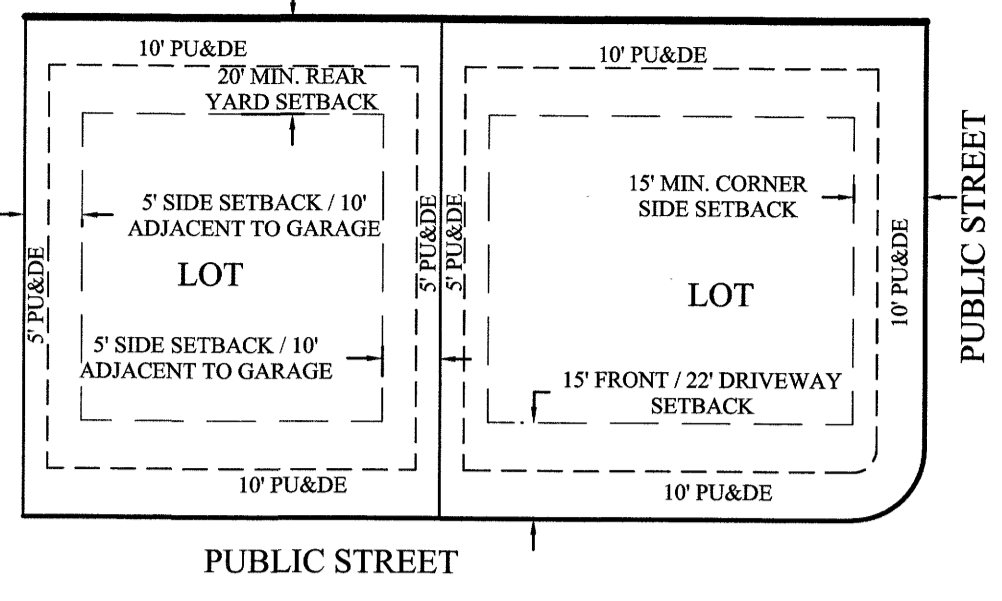 10' PU&DE
20' MIN. REAR
YARD SETBACK
5' SIDE SETBACK / 10'
ADJACENT TO GARAGE
LOT
5' PU&DE
5' SIDE SETBACK / 10'
ADJACENT TO GARAGE
10' PU&DE
5' PU&DE
5' PU&DE
10' PU&DE
15' MIN. CORNER
SIDE SETBACK
LOT
15' FRONT / 22' DRIVEWAY
SETBACK
10' PU&DE
10' PU&DE
PUBLIC STREET
PUBLIC STREET